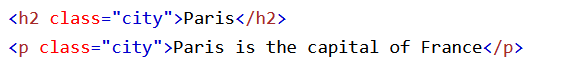 <h2 class="city">Paris</h2>
<p class="city">Paris is the capital of France</p>